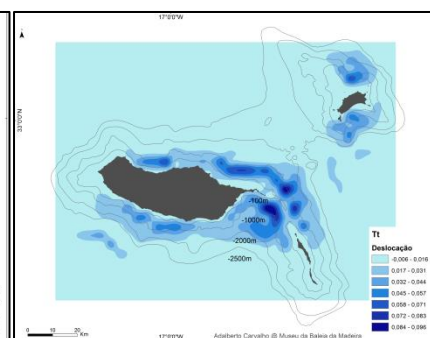 17°0'0"W
33°0'0"N
-100m
-1000m
-2000m
-2500m
Tt
Deslocação
-0,006 - 0,016
0,017 - 0,031
0,032 - 0,044
0,045 - 0,057
0,058 - 0,071
0,072 - 0,083
0,084 - 0,096
0 10 20
Km
17°0'0"W
Adalberto Carvalho @ Museu da Baleia da Madeira